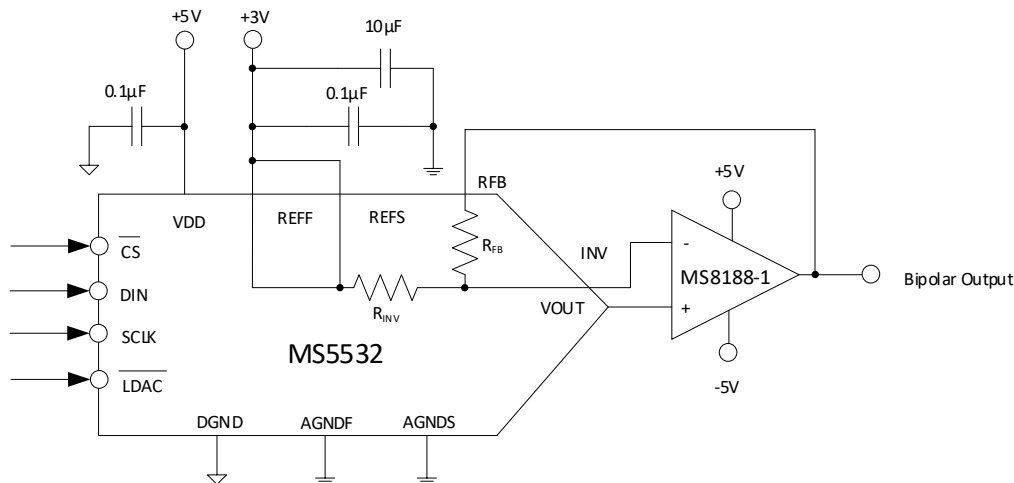 +5V
+3V
10μF
0.1μF
0.1μF
RFB
+5V
VDD
REFF
REFS
CS
RFB
INV
MS8188-1
-
+
Bipolar Output
DIN
RINV
VOUT
SCLK
MS5532
LDAC
-5V
DGND
AGNDF
AGNDS